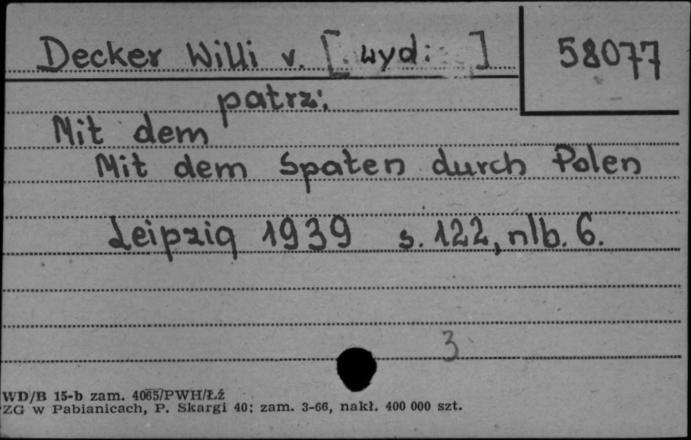 Decker Willi v. [wyd: ]
58077
patrz:
Mit dem
Mit dem Spaten durch Polen
Leipzig 1939 s. 122, nlb. 6.
3
WD/B 15-b zam. 4065/PWH/Łź
ZG w Pabianicach, P. Skargi 40; zam. 3-66, nakł. 400 000 szt.